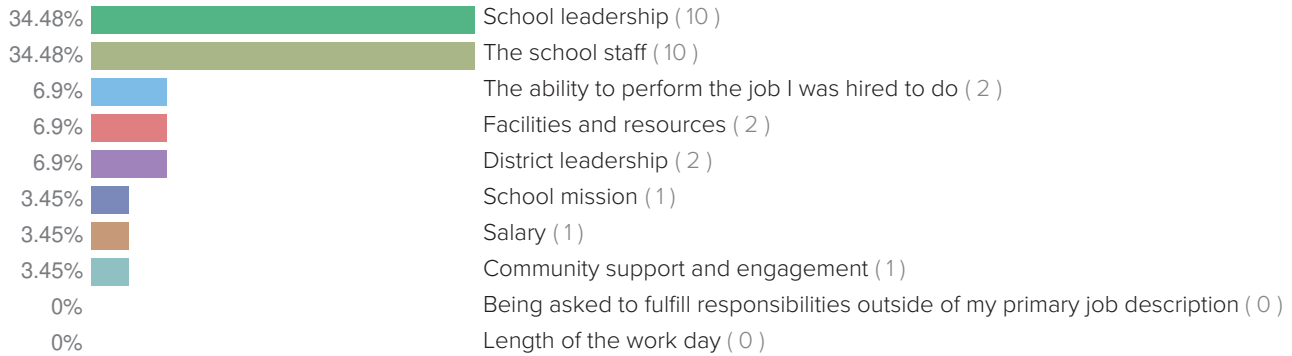 34.48% School leadership ( 10 )
34.48% The school staff ( 10 )
6.9% The ability to perform the job I was hired to do ( 2 )
6.9% Facilities and resources ( 2 )
6.9% District leadership ( 2 )
3.45% School mission ( 1 )
3.45% Salary ( 1 )
3.45% Community support and engagement ( 1 )
0% Being asked to fulfill responsibilities outside of my primary job description ( 0 )
0% Length of the work day ( 0 )